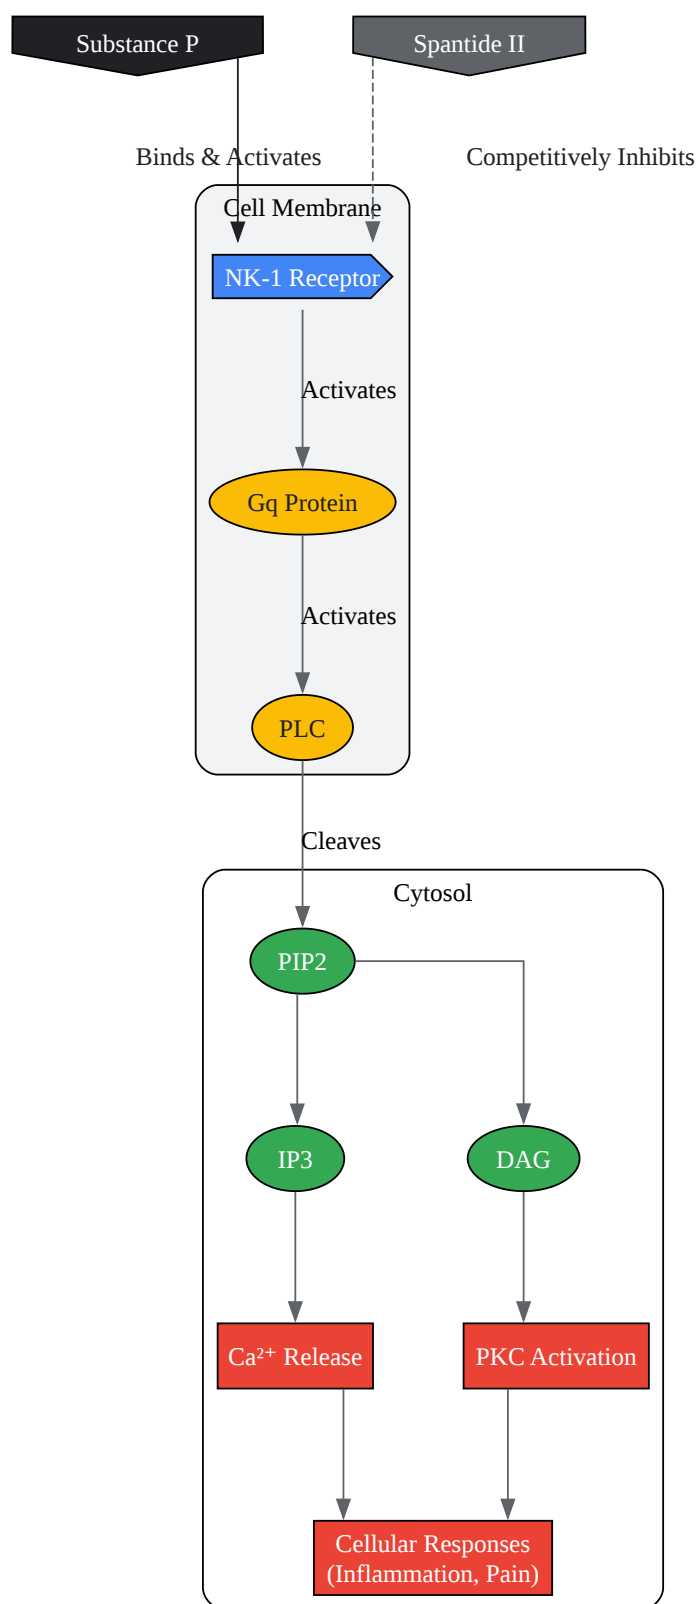 Substance P
Spantide II
Binds & Activates
Competitively Inhibits
Cell Membrane
NK-1 Receptor
Activates
Gq Protein
Activates
PLC
Cleaves
Cytosol
PIP2
IP3
DAG
Ca²⁺ Release
PKC Activation
Cellular Responses
(Inflammation, Pain)